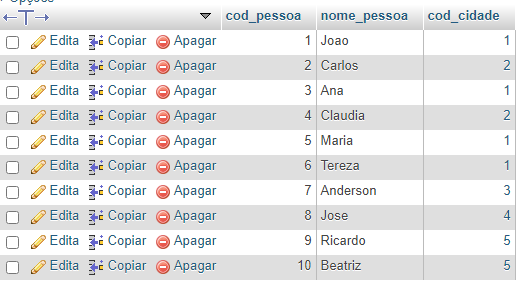 Opções
cod_pessoa nome_pessoa cod_cidade
Edita Copiar Apagar 1 Joao 1
Edita Copiar Apagar 2 Carlos 2
Edita Copiar Apagar 3 Ana 1
Edita Copiar Apagar 4 Claudia 2
Edita Copiar Apagar 5 Maria 1
Edita Copiar Apagar 6 Tereza 1
Edita Copiar Apagar 7 Anderson 3
Edita Copiar Apagar 8 Jose 4
Edita Copiar Apagar 9 Ricardo 5
Edita Copiar Apagar 10 Beatriz 5